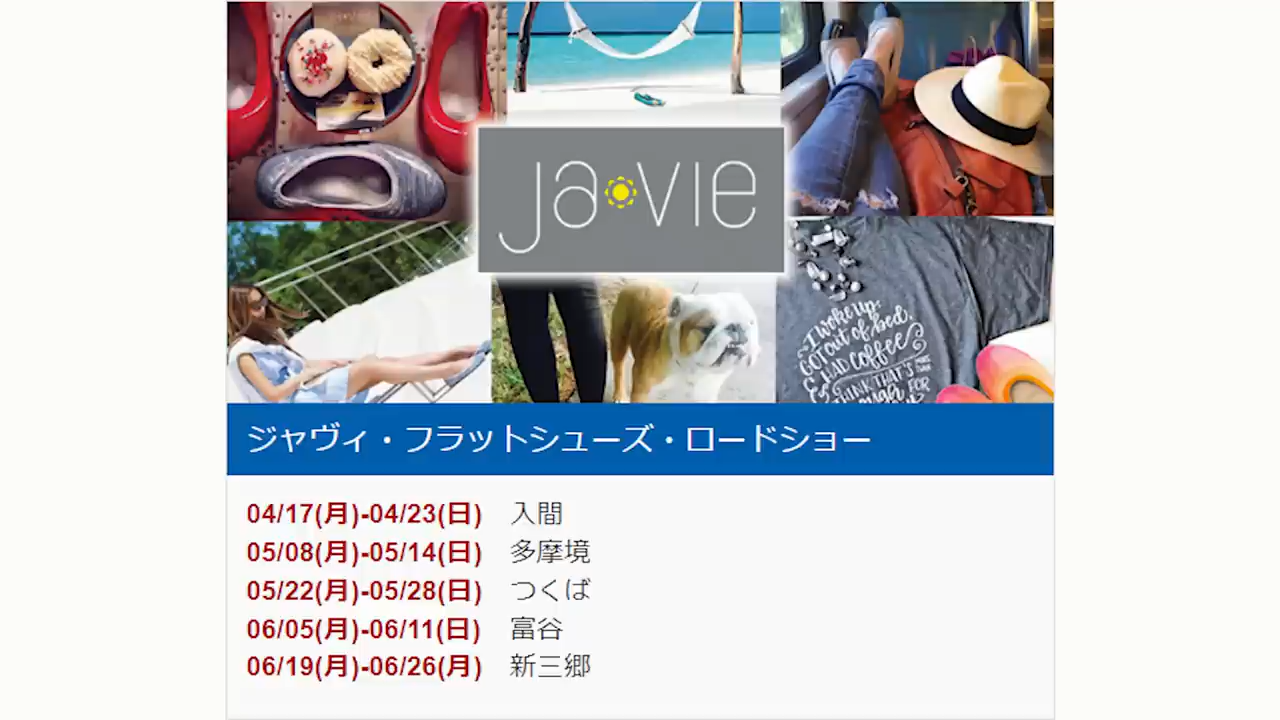 ja vie
I woke up,
GOT out of bed,
& HAD coffee
THINK THAT'S
FOR
ジャヴィ・フラットシューズ・ロードショー
04/17(月)-04/23(日) 入間
05/08(月)-05/14(日) 多摩境
05/22(月)-05/28(日) つくば
06/05(月)-06/11(日) 富谷
06/19(月)-06/26(月) 新三郷